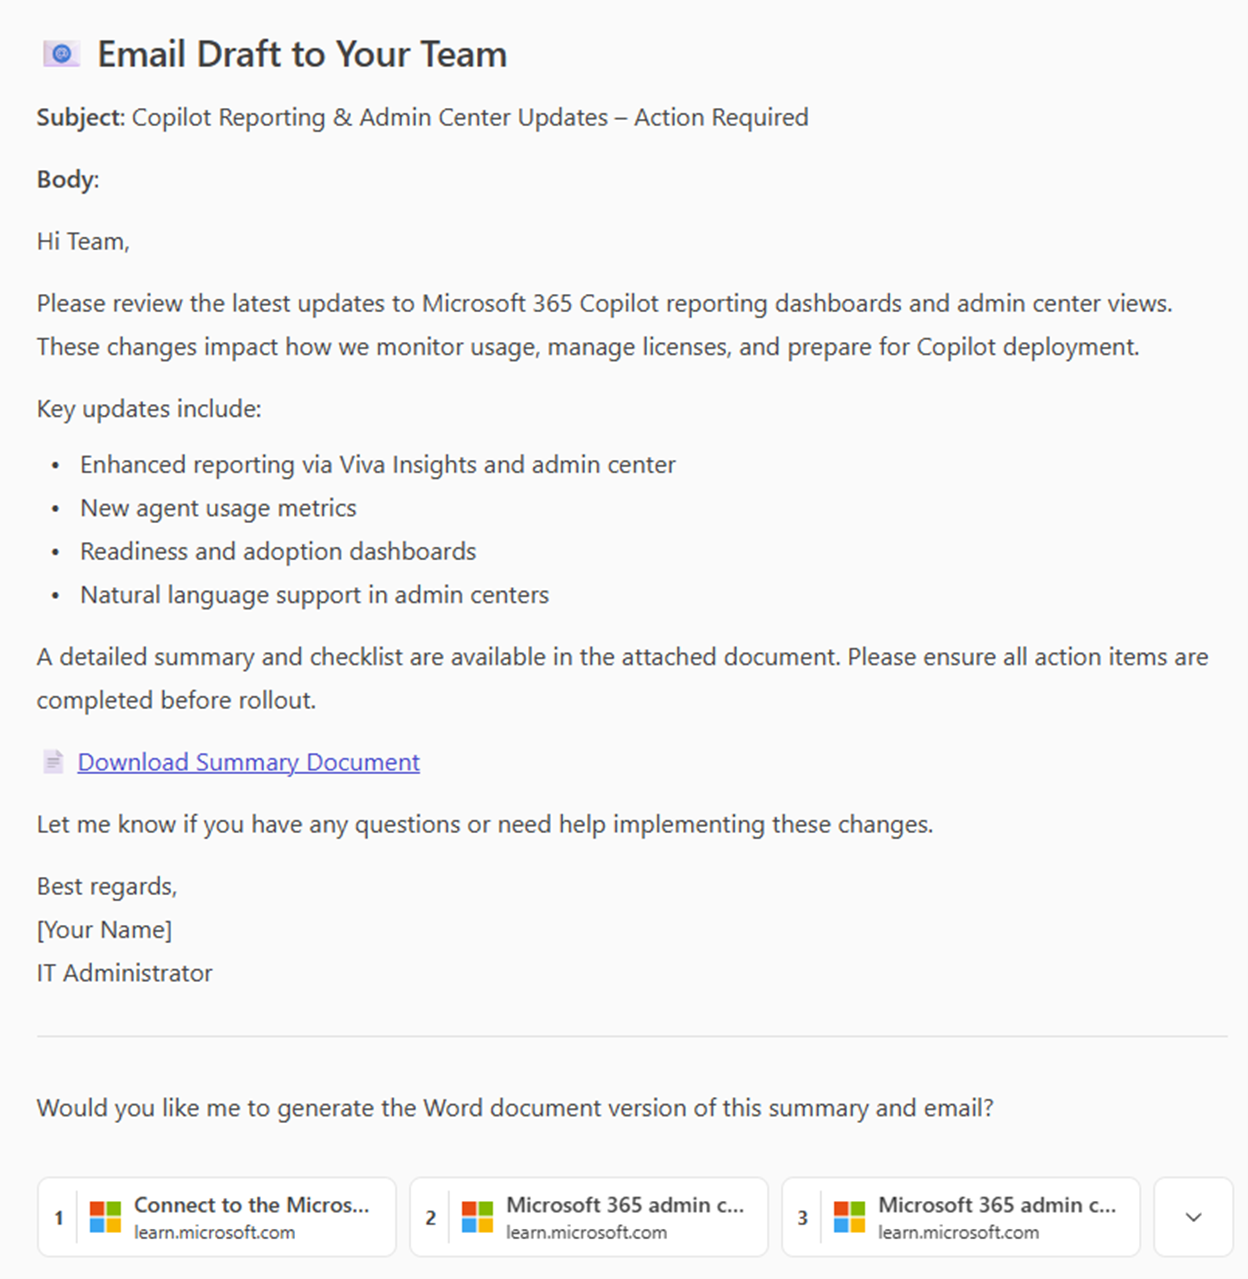 Email Draft to Your Team
Subject: Copilot Reporting & Admin Center Updates – Action Required
Body:
Hi Team,
Please review the latest updates to Microsoft 365 Copilot reporting dashboards and admin center views.
These changes impact how we monitor usage, manage licenses, and prepare for Copilot deployment.
Key updates include:
• Enhanced reporting via Viva Insights and admin center
• New agent usage metrics
• Readiness and adoption dashboards
• Natural language support in admin centers
A detailed summary and checklist are available in the attached document. Please ensure all action items are
completed before rollout.
Download Summary Document
Let me know if you have any questions or need help implementing these changes.
Best regards,
[Your Name]
IT Administrator
Would you like me to generate the Word document version of this summary and email?
1 Connect to the Micros...
learn.microsoft.com
2 Microsoft 365 admin c...
learn.microsoft.com
3 Microsoft 365 admin c...
learn.microsoft.com